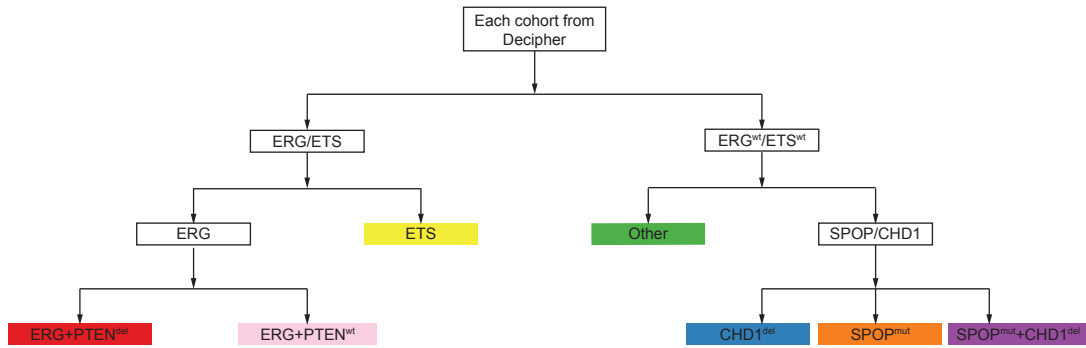 Each cohort from
Decipher
ERG/ETS
ERGʷᵗ/ETSʷᵗ
ERG
ETS
Other
SPOP/CHD1
ERG+PTENᵈᵉˡ
ERG+PTENʷᵗ
CHD1ᵈᵉˡ
SPOPᵐᵘᵗ
SPOPᵐᵘᵗ+CHD1ᵈᵉˡ